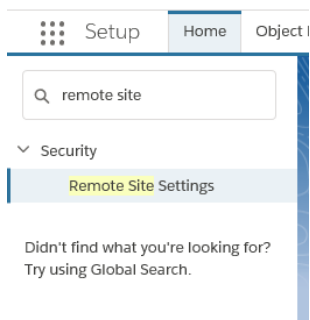 Setup
Home
Object
remote site
Security
Remote Site Settings
Didn't find what you're looking for?
Try using Global Search.